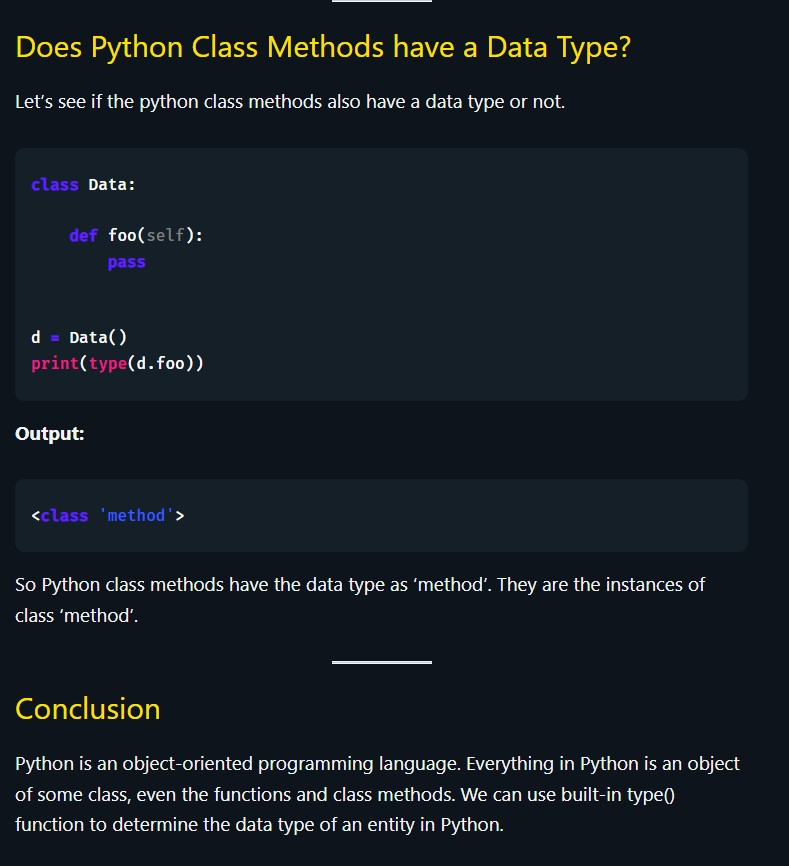 Does Python Class Methods have a Data Type?
Let’s see if the python class methods also have a data type or not.
class Data:
    def foo(self):
        pass
d = Data()
print(type(d.foo))
Output:
<class 'method'>
So Python class methods have the data type as ‘method’. They are the instances of
class ‘method’.
Conclusion
Python is an object-oriented programming language. Everything in Python is an object
of some class, even the functions and class methods. We can use built-in type()
function to determine the data type of an entity in Python.